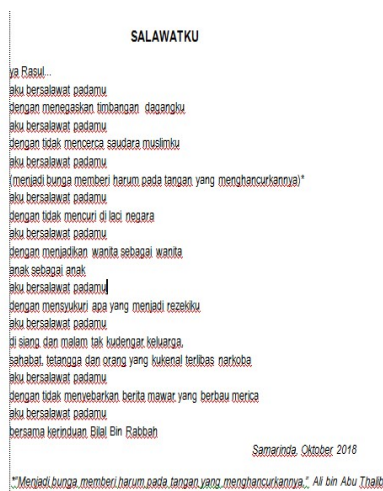 SALAWATKU
ya Rasul...
aku bersalawat padamu
dengan menegaskan timbangan dagangku
aku bersalawat padamu
dengan tidak mencerca saudara muslimku
aku bersalawat padamu
(menjadi bunga memberi harum pada tangan yang menghancurkannya)*
aku bersalawat padamu
dengan tidak mencuri di laci negara
aku bersalawat padamu
dengan menjadikan wanita sebagai wanita
anak sebagai anak
aku bersalawat padamu
dengan mensyukuri apa yang menjadi rezekiku
aku bersalawat padamu
di siang dan malam tak kudengar keluarga,
sahabat, tetangga dan orang yang kukenal terlibas narkoba
aku bersalawat padamu
dengan tidak menyebarkan berita mawar yang berbau merica
aku bersalawat padamu
bersama kerinduan Bilal Bin Rabbah
Samarinda, Oktober 2018
*"Menjadi bunga memberi harum pada tangan yang menghancurkannya." Ali bin Abu Thalib